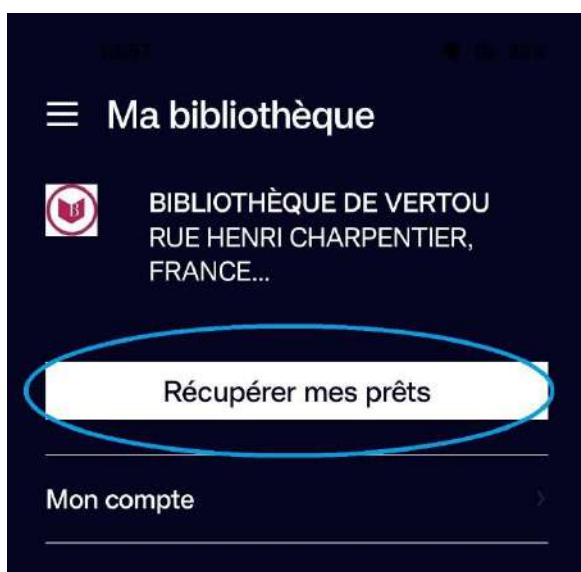 Ma bibliothèque
B
BIBLIOTHÈQUE DE VERTOU
RUE HENRI CHARPENTIER,
FRANCE...
Récupérer mes prêts
Mon compte